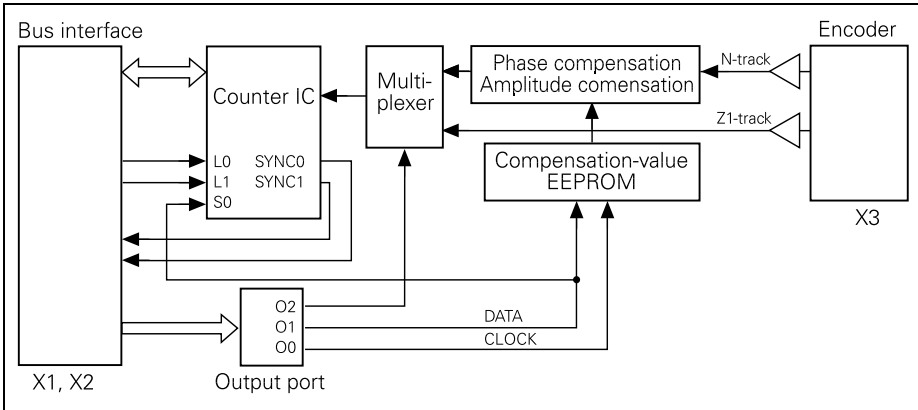 Bus interface
Encoder
Counter IC
L0
L1
S0
SYNC0
SYNC1
Multi-
plexer
Phase compensation
Amplitude comensation
N-track
Z1-track
Compensation-value
EEPROM
X3
O2
O1
O0
DATA
CLOCK
X1, X2
Output port